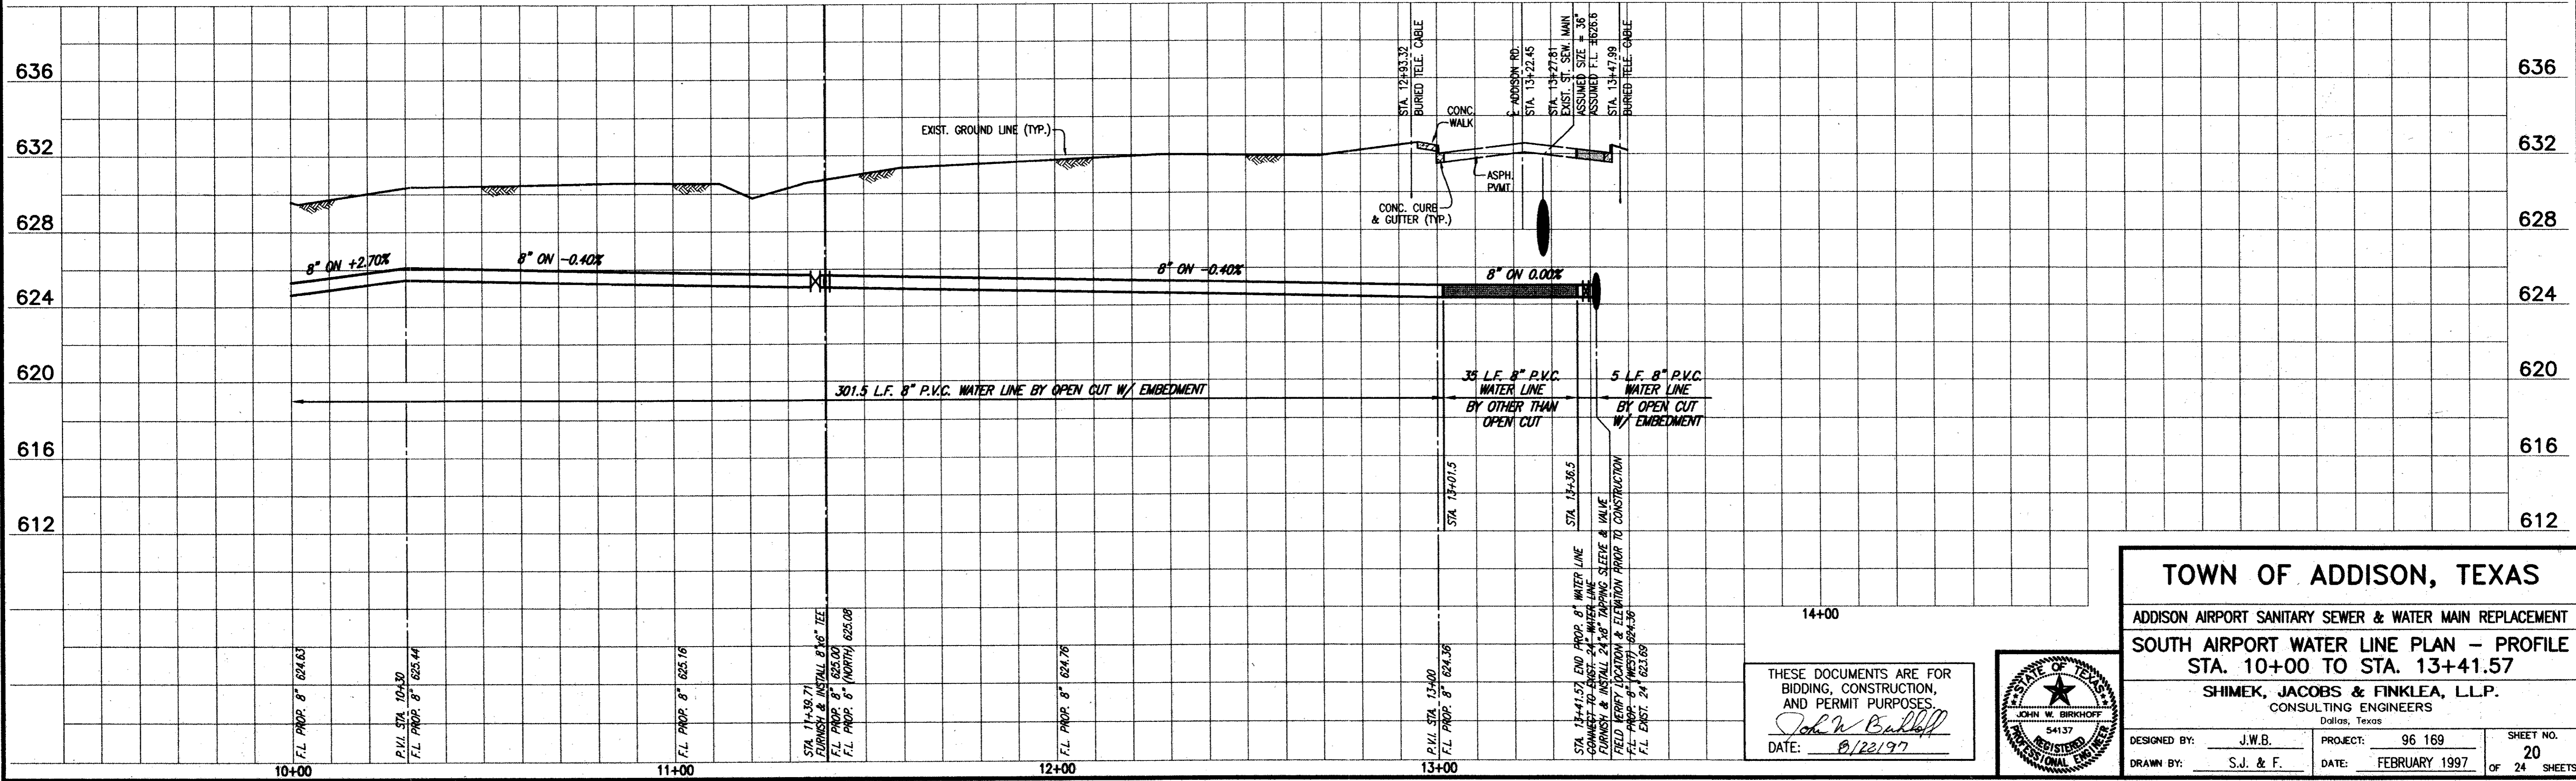 636
632
628
624
620
616
612
636
632
628
624
620
616
612
EXIST. GROUND LINE (TYP.)
STA. 12+93.32
BURIED TELE. CABLE
CONC.
WALK
℄ ADDISON RD.
STA. 13+22.45
STA. 13+27.81
EXIST. ST. SEW. MAIN
ASSUMED SIZE = 36"
ASSUMED F.L. ±626.6
STA. 13+47.99
BURIED TELE. CABLE
ASPH.
PVMT.
CONC. CURB
& GUTTER (TYP.)
8" ON +2.70%
8" ON -0.40%
8" ON -0.40%
8" ON 0.00%
301.5 L.F. 8" P.V.C. WATER LINE BY OPEN CUT W/ EMBEDMENT
35 L.F. 8" P.V.C.
WATER LINE
BY OTHER THAN
OPEN CUT
5 L.F. 8" P.V.C.
WATER LINE
BY OPEN CUT
W/ EMBEDMENT
STA. 13+01.5
STA. 13+36.5
F.L. PROP. 8" 624.63
P.V.I. STA. 10+30
F.L. PROP. 8" 625.44
F.L. PROP. 8" 625.16
STA. 11+39.71
FURNISH & INSTALL 8"x6" TEE
F.L. PROP. 8" 625.00
F.L. PROP. 6" (NORTH) 625.08
F.L. PROP. 8" 624.76
P.V.I. STA. 13+00
F.L. PROP. 8" 624.36
STA. 13+41.57 END PROP. 8" WATER LINE
CONNECT TO EXIST. 24" WATER LINE
FURNISH & INSTALL 24"x8" TAPPING SLEEVE & VALVE
FIELD VERIFY LOCATION & ELEVATION PRIOR TO CONSTRUCTION
F.L. PROP. 8" (WEST) 624.36
F.L. EXIST. 24" 623.69
10+00
11+00
12+00
13+00
14+00
THESE DOCUMENTS ARE FOR
BIDDING, CONSTRUCTION,
AND PERMIT PURPOSES.
John W Birkhoff
DATE: 8/22/97
STATE OF TEXAS
JOHN W. BIRKHOFF
54137
REGISTERED
PROFESSIONAL ENGINEER
TOWN OF ADDISON, TEXAS
ADDISON AIRPORT SANITARY SEWER & WATER MAIN REPLACEMENT
SOUTH AIRPORT WATER LINE PLAN - PROFILE
STA. 10+00 TO STA. 13+41.57
SHIMEK, JACOBS & FINKLEA, L.L.P.
CONSULTING ENGINEERS
Dallas, Texas
DESIGNED BY: J.W.B.
PROJECT: 96 169
SHEET NO.
20
DRAWN BY: S.J. & F.
DATE: FEBRUARY 1997
OF 24 SHEETS